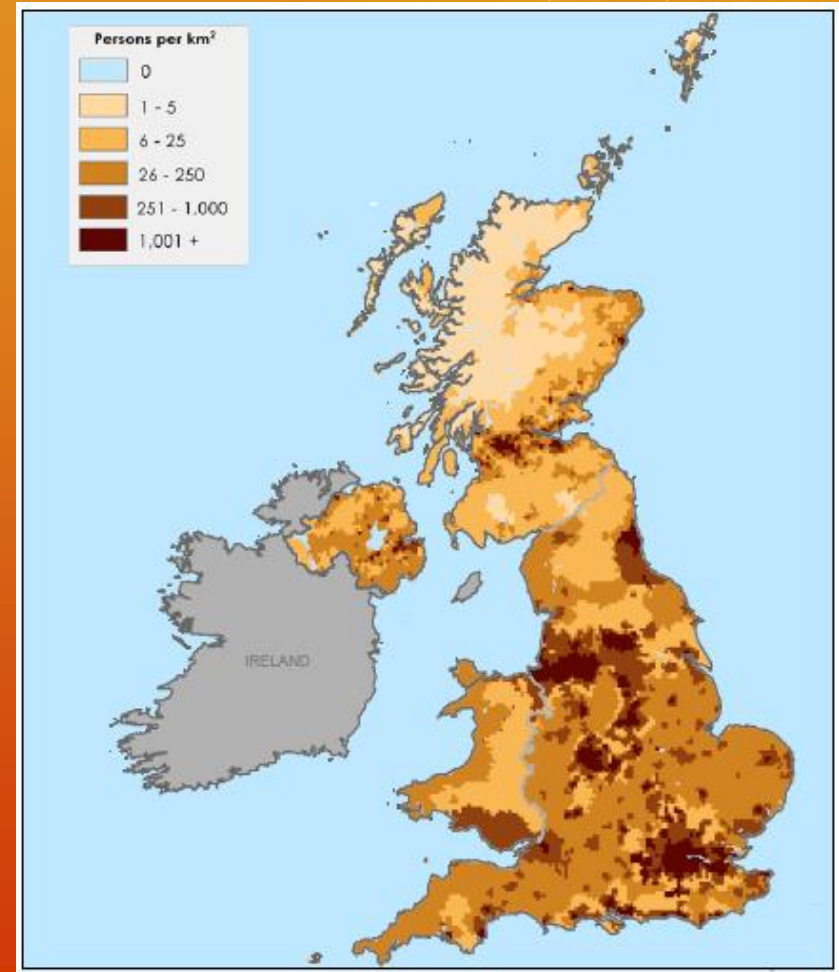 Persons per km²
0
1 - 5
6 - 25
26 - 250
251 - 1.000
1,001 +
IRELAND